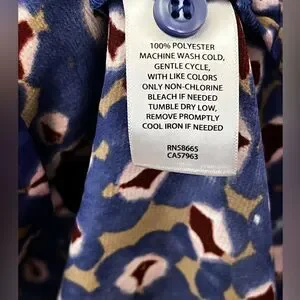 100% POLYESTER
MACHINE WASH COLD,
GENTLE CYCLE,
WITH LIKE COLORS
ONLY NON-CHLORINE
BLEACH IF NEEDED
TUMBLE DRY LOW,
REMOVE PROMPTLY
COOL IRON IF NEEDED
RN58665
CA57963